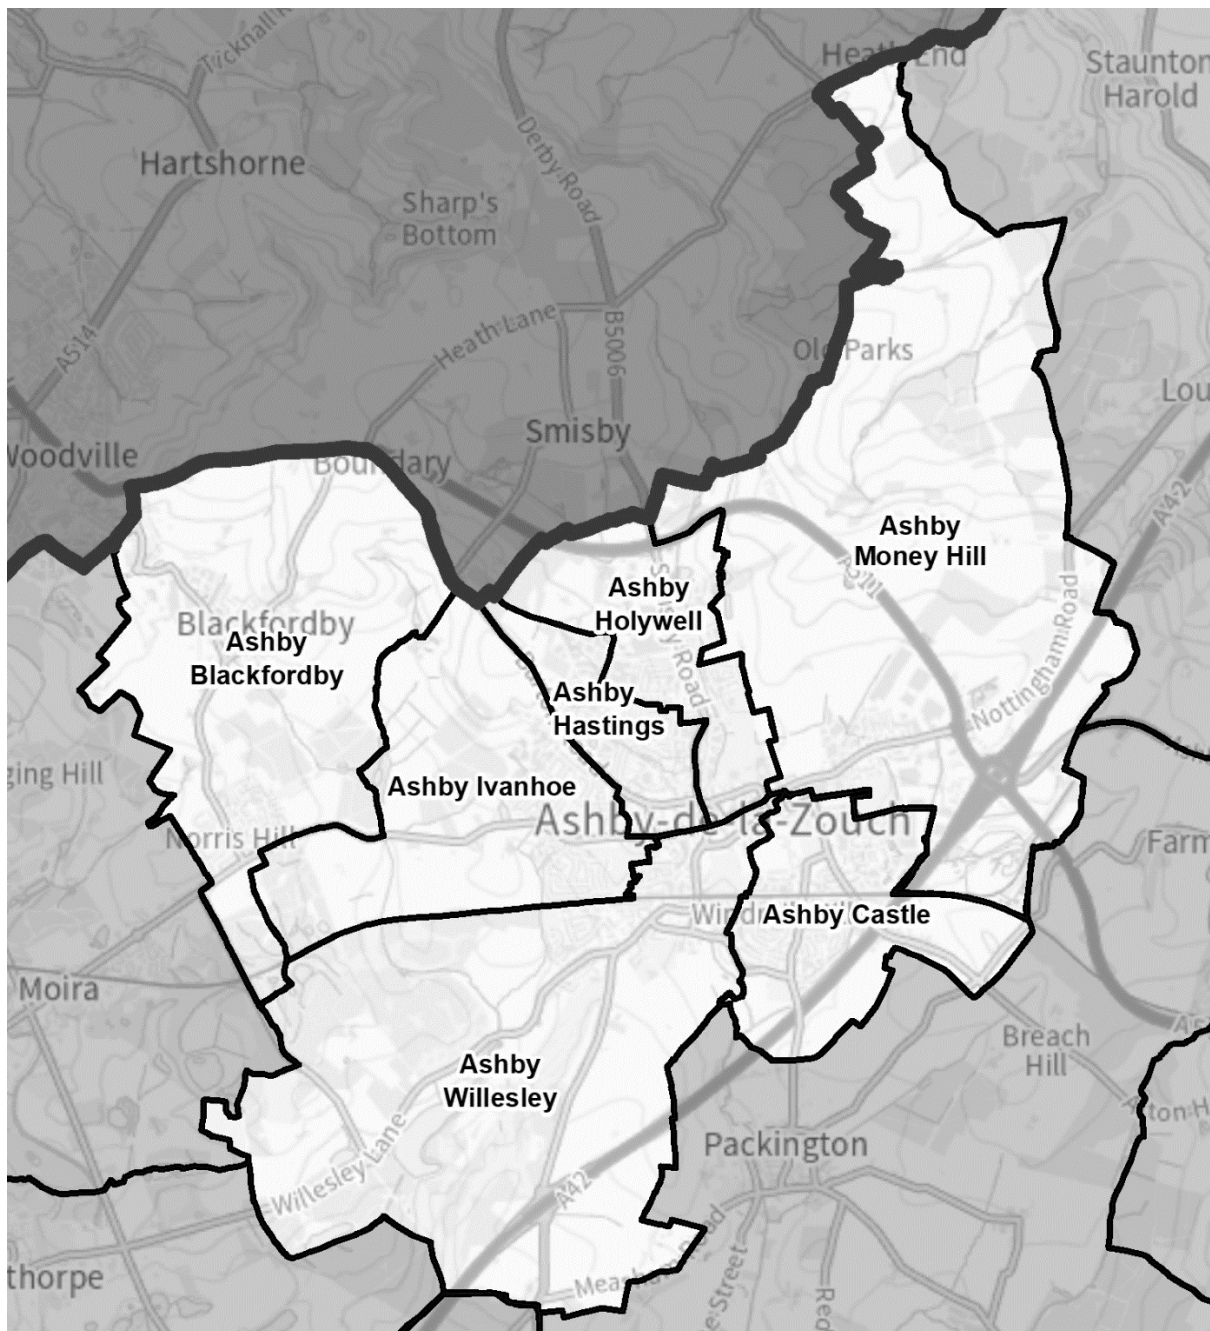 Heath End
Staunton
Harold
Ticknall R
Derby Road
Hartshorne
Sharp's
Bottom
A514
Heath Lane
B5006
Old Parks
Lou
Smisby
Woodville
Boundary
A42
Ashby
Money Hill
A511
Ashby
Holywell
Blackfordby
Ashby
Blackfordby
Nottingham Road
Ashby
Hastings
ging Hill
Ashby Ivanhoe
Ashby-de-la-Zouch
Norris Hill
Farm
Ashby Castle
Moira
Breach
Hill
Ashby
Willesley
Packington
Willesley Lane
A42
thorpe
Measham Road
e Street